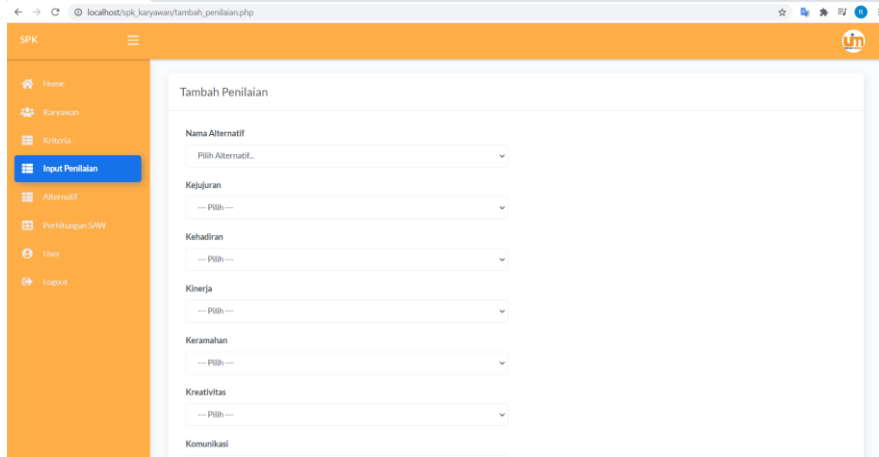 localhost/spk_karyawan/tambah_penilaian.php
R
SPK
um
Home
Karyawan
Kriteria
Input Penilaian
Alternatif
Perhitungan SAW
User
Logout
Tambah Penilaian
Nama Alternatif
Pilih Alternatif...
Kejujuran
--- Pilih ---
Kehadiran
--- Pilih ---
Kinerja
--- Pilih ---
Keramahan
--- Pilih ---
Kreativitas
--- Pilih ---
Komunikasi